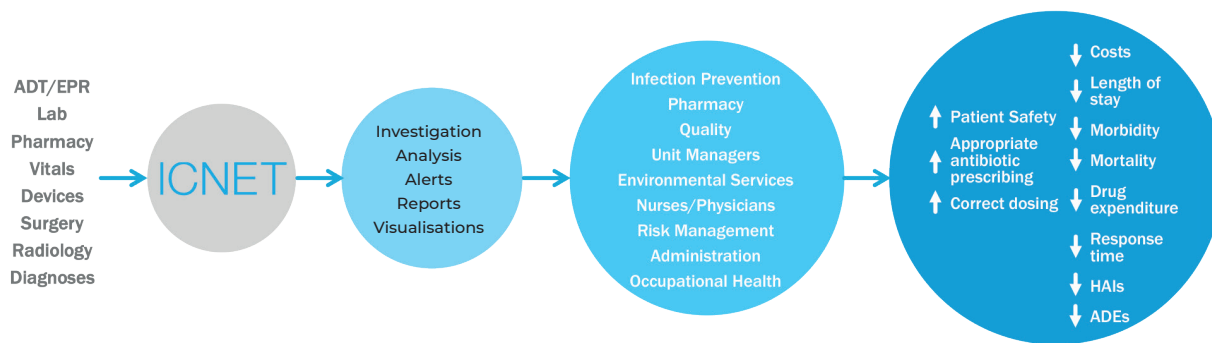 ADT/EPR
Lab
Pharmacy
Vitals
Devices
Surgery
Radiology
Diagnoses
ICNET
Investigation
Analysis
Alerts
Reports
Visualisations
Infection Prevention
Pharmacy
Quality
Unit Managers
Environmental Services
Nurses/Physicians
Risk Management
Administration
Occupational Health
Patient Safety
Appropriate
antibiotic
prescribing
Correct dosing
Costs
Length of
stay
Morbidity
Mortality
Drug
expenditure
Response
time
HAIs
ADEs